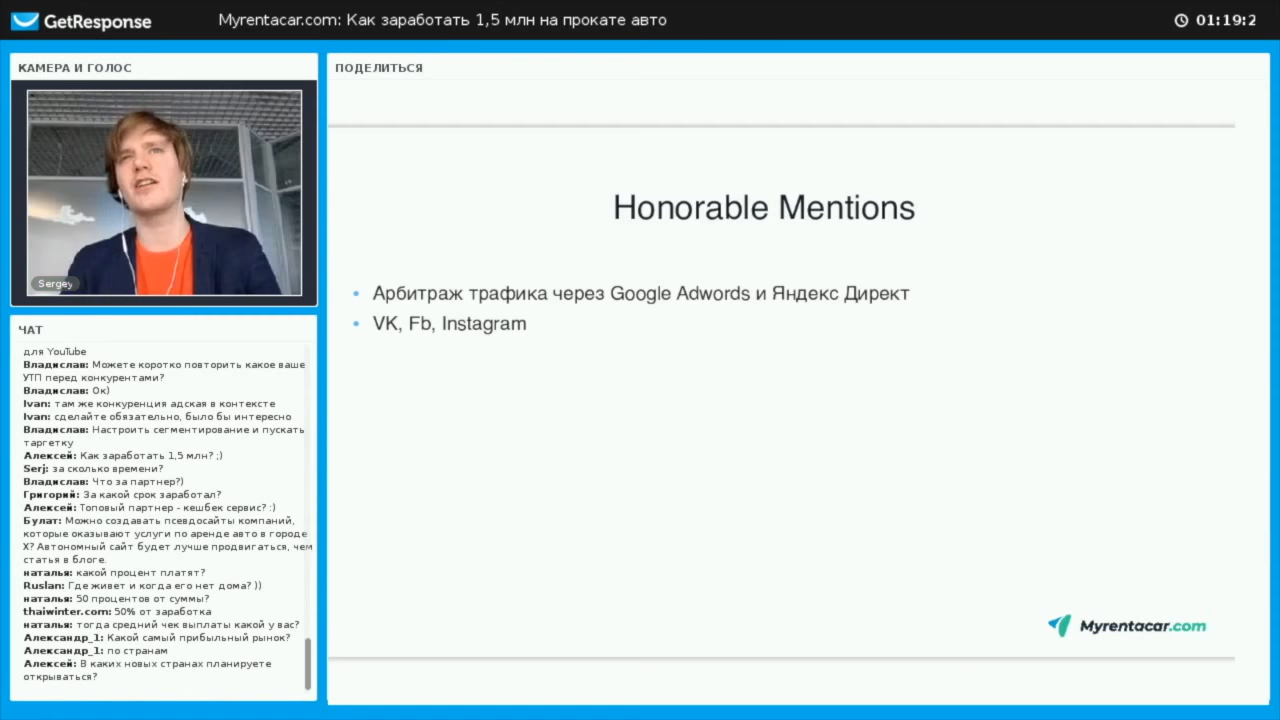 GetResponse
Myrentacar.com: Как заработать 1,5 млн на прокате авто
01:19:2
КАМЕРА И ГОЛОС
Sergey
ЧАТ
для YouTube
Владислав: Можете коротко повторить какое ваше
УТП перед конкурентами?
Владислав: Ок)
Ivan: там же конкуренция адская в контексте
Ivan: сделайте обязательно, было бы интересно
Владислав: Настроить сегментирование и пускать
таргетку
Алексей: Как заработать 1,5 млн? ;)
Serj: за сколько времени?
Владислав: Что за партнер?)
Григорий: За какой срок заработал?
Алексей: Топовый партнер - кешбек сервис? :)
Булат: Можно создавать псевдосайты компаний,
которые оказывают услуги по аренде авто в городе
Х? Автономный сайт будет лучше продвигаться, чем
статья в блоге.
наталья: какой процент платят?
Ruslan: Где живет и когда его нет дома? ))
наталья: 50 процентов от суммы?
thaiwinter.com: 50% от заработка
наталья: тогда средний чек выплаты какой у вас?
Александр_1: Какой самый прибыльный рынок?
Александр_1: по странам
Алексей: В каких новых странах планируете
открываться?
ПОДЕЛИТЬСЯ
Honorable Mentions
• Арбитраж трафика через Google Adwords и Яндекс Директ
• VK, Fb, Instagram
Myrentacar.com